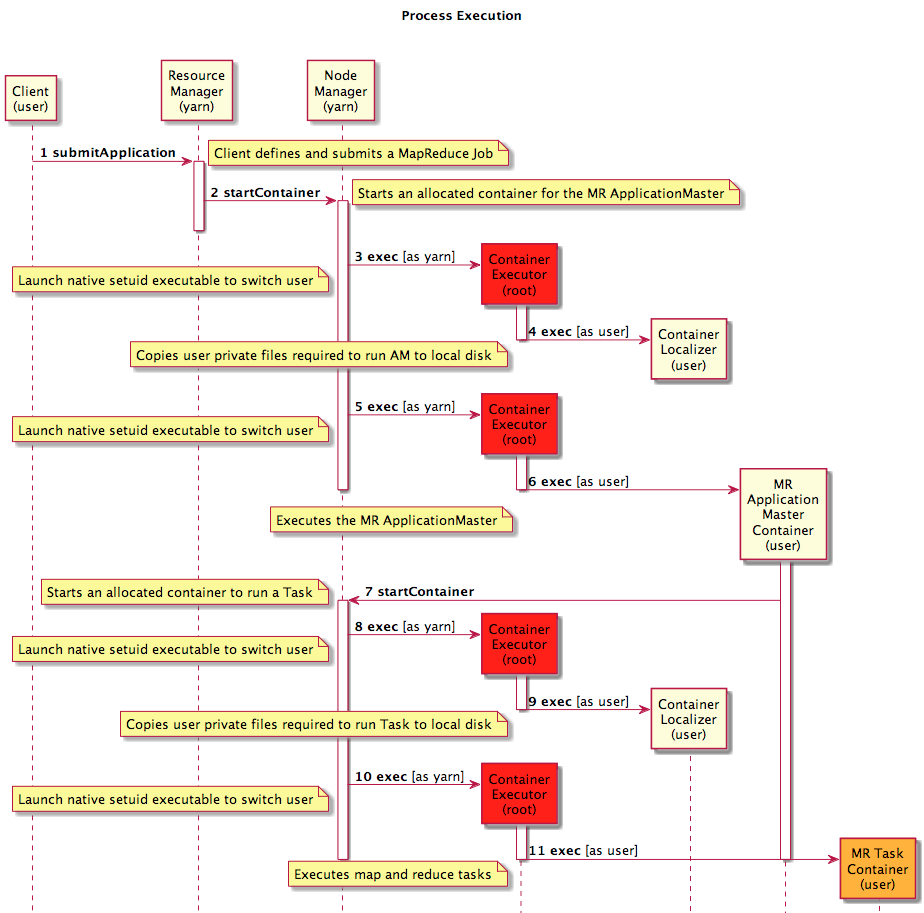 Process Execution
Client
(user)
Resource
Manager
(yarn)
Node
Manager
(yarn)
1 submitApplication
Client defines and submits a MapReduce Job
2 startContainer
Starts an allocated container for the MR ApplicationMaster
3 exec [as yarn]
Container
Executor
(root)
Launch native setuid executable to switch user
4 exec [as user]
Container
Localizer
(user)
Copies user private files required to run AM to local disk
5 exec [as yarn]
Container
Executor
(root)
Launch native setuid executable to switch user
6 exec [as user]
MR
Application
Master
Container
(user)
Executes the MR ApplicationMaster
7 startContainer
Starts an allocated container to run a Task
8 exec [as yarn]
Container
Executor
(root)
Launch native setuid executable to switch user
9 exec [as user]
Container
Localizer
(user)
Copies user private files required to run Task to local disk
10 exec [as yarn]
Container
Executor
(root)
Launch native setuid executable to switch user
11 exec [as user]
MR Task
Container
(user)
Executes map and reduce tasks